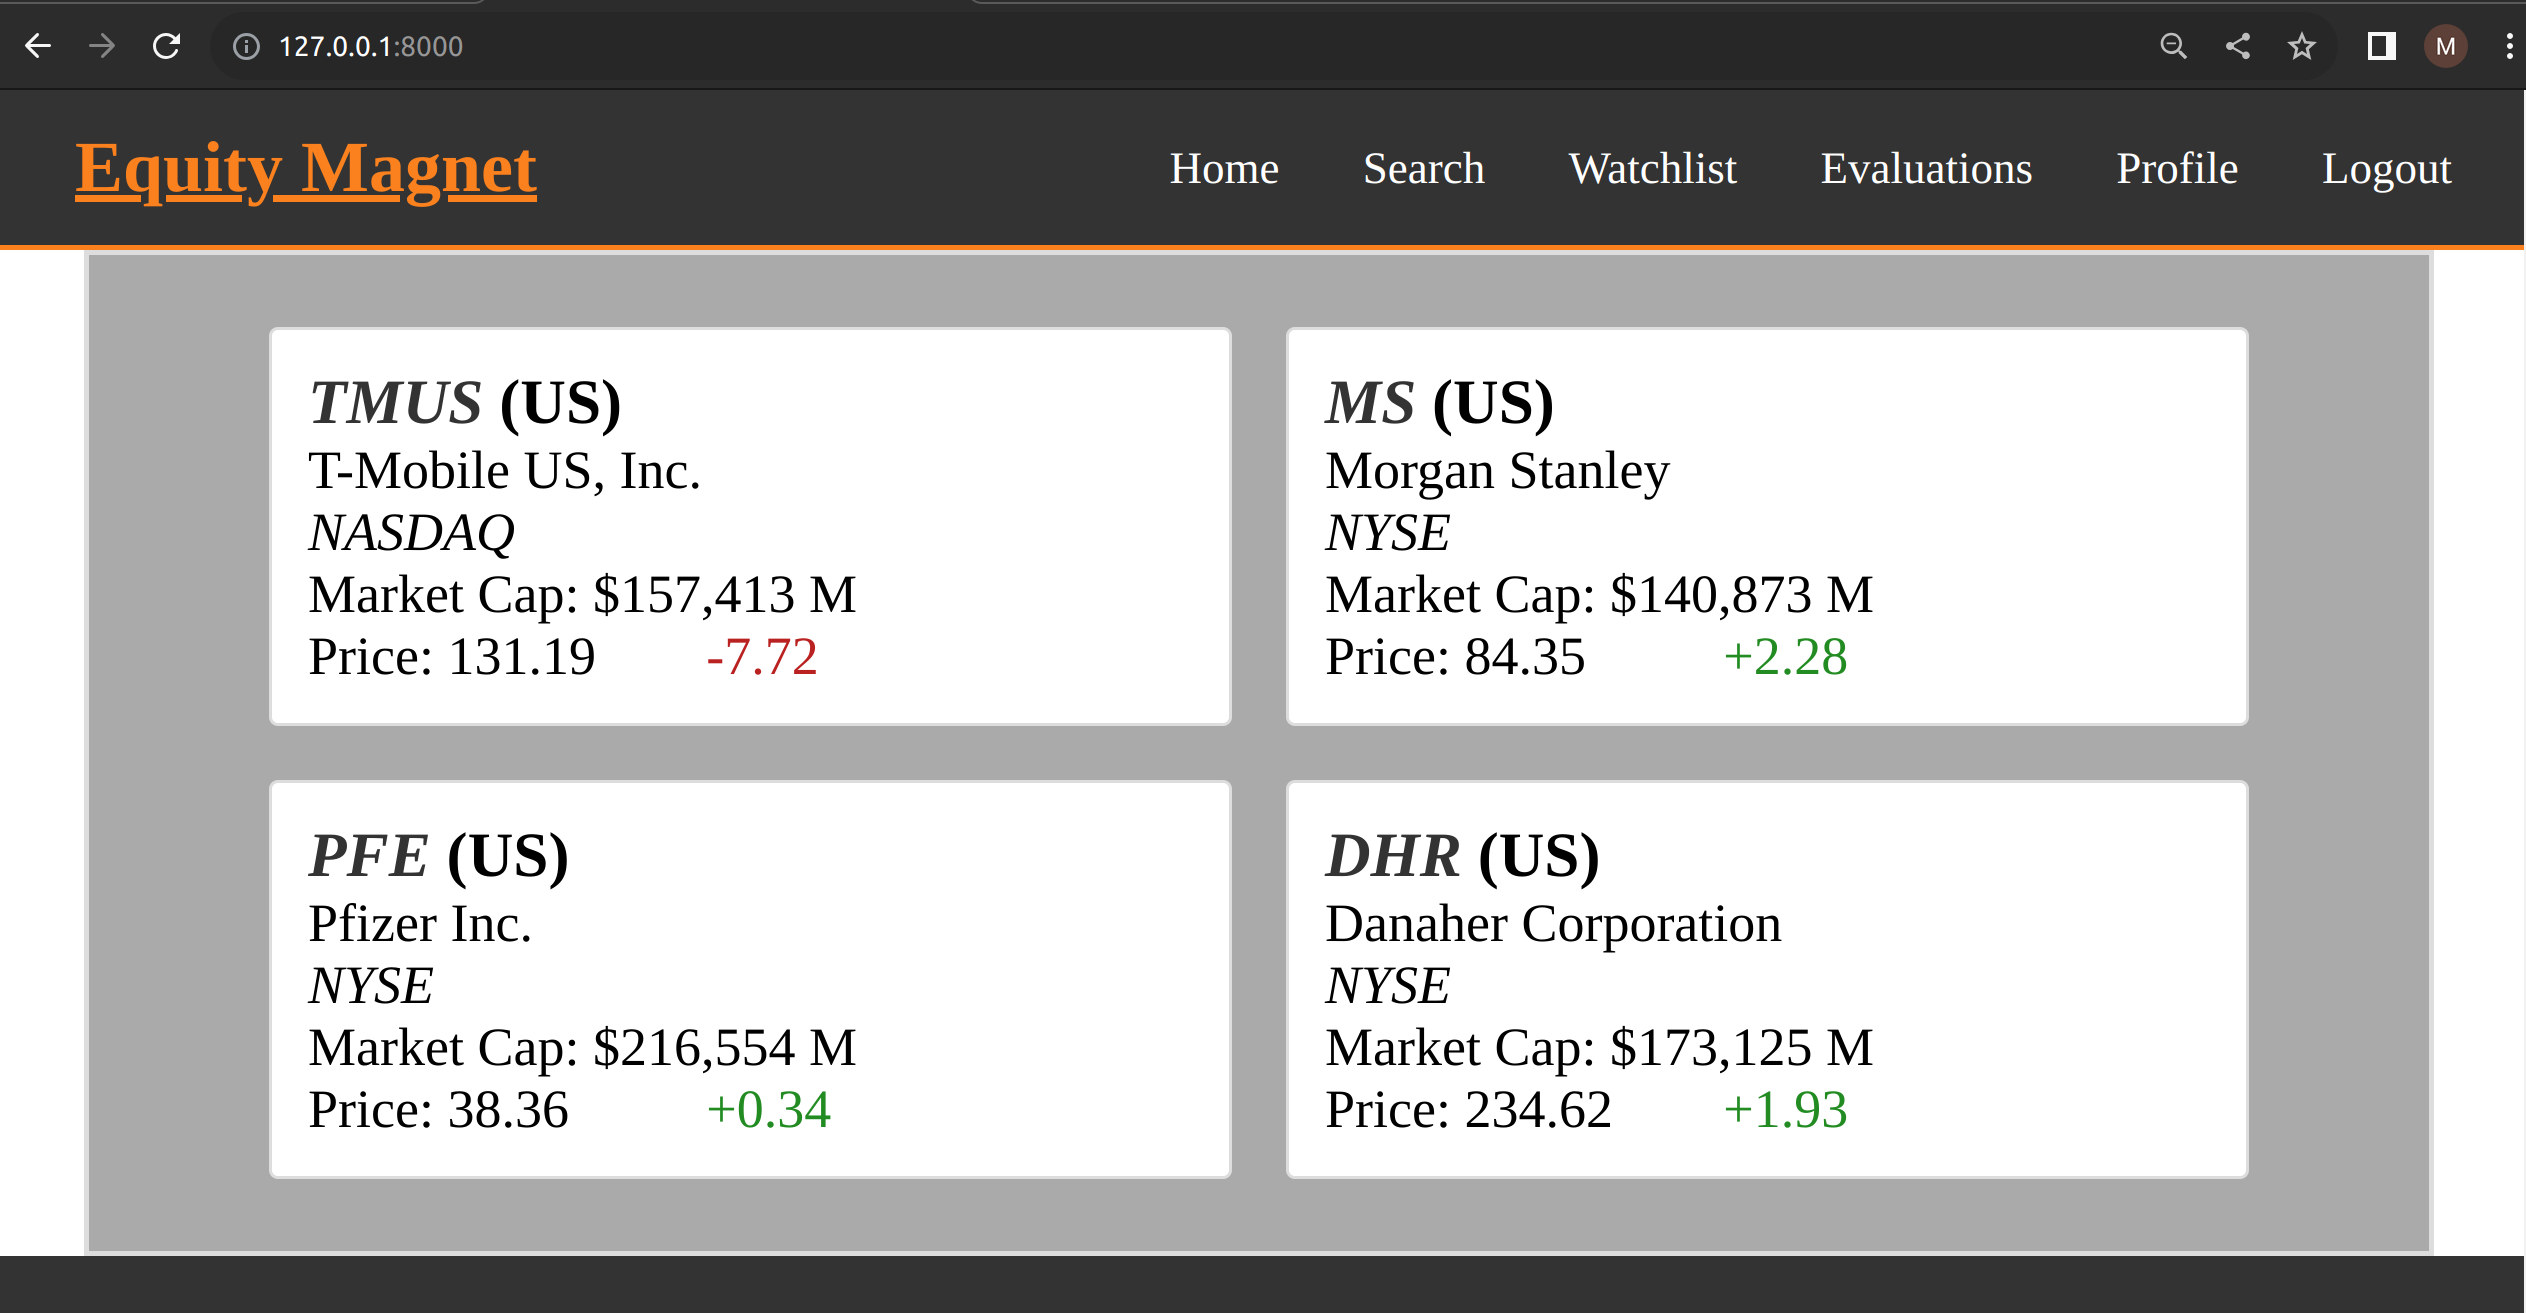 127.0.0.1:8000
M
Equity Magnet
Home Search Watchlist Evaluations Profile Logout
TMUS (US)
T-Mobile US, Inc.
NASDAQ
Market Cap: $157,413 M
Price: 131.19 -7.72
MS (US)
Morgan Stanley
NYSE
Market Cap: $140,873 M
Price: 84.35 +2.28
PFE (US)
Pfizer Inc.
NYSE
Market Cap: $216,554 M
Price: 38.36 +0.34
DHR (US)
Danaher Corporation
NYSE
Market Cap: $173,125 M
Price: 234.62 +1.93